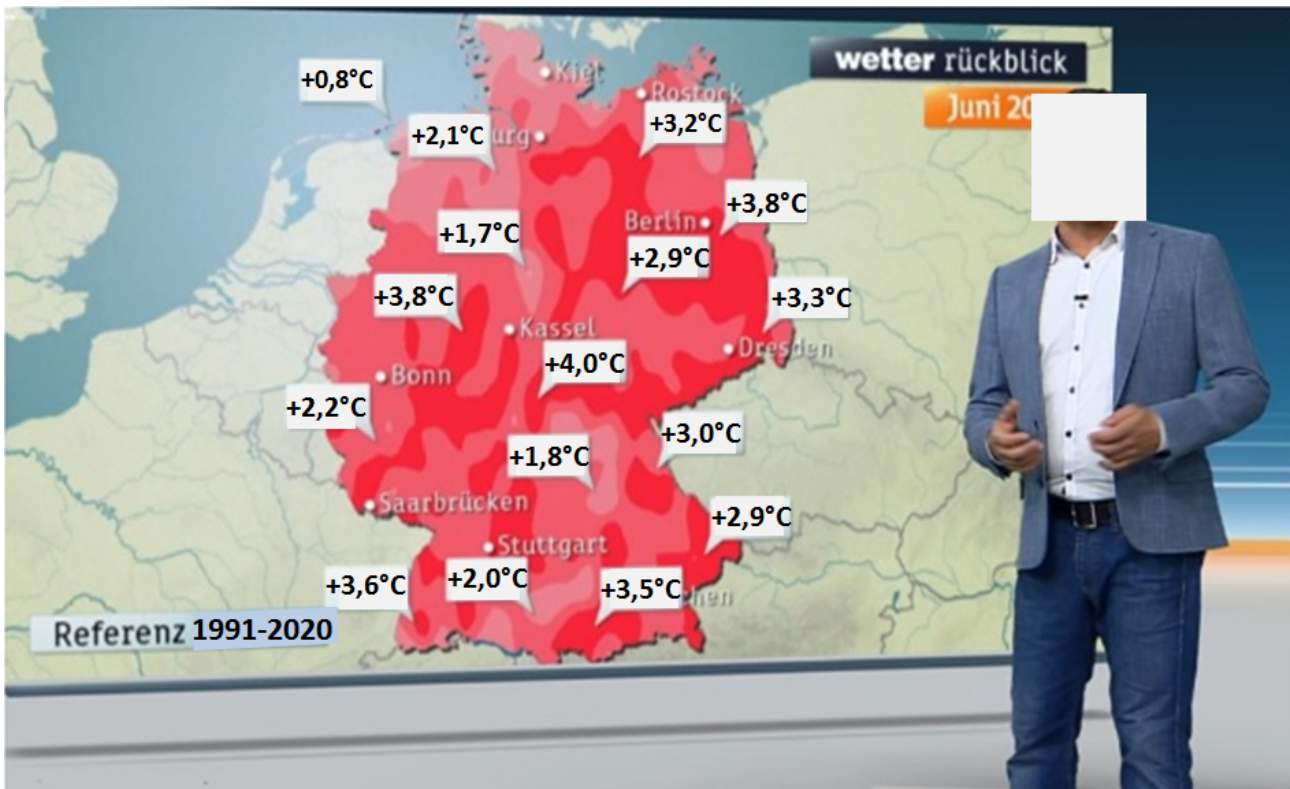 wetter rückblick
Juni 20
+0,8°C
Kiel
Rostock
+2,1°C
urg
+3,2°C
+3,8°C
Berlin
+1,7°C
+2,9°C
+3,8°C
+3,3°C
Kassel
Dresden
+4,0°C
Bonn
+2,2°C
+3,0°C
+1,8°C
Saarbrücken
+2,9°C
Stuttgart
+3,6°C
+2,0°C
+3,5°C
hen
Referenz 1991-2020